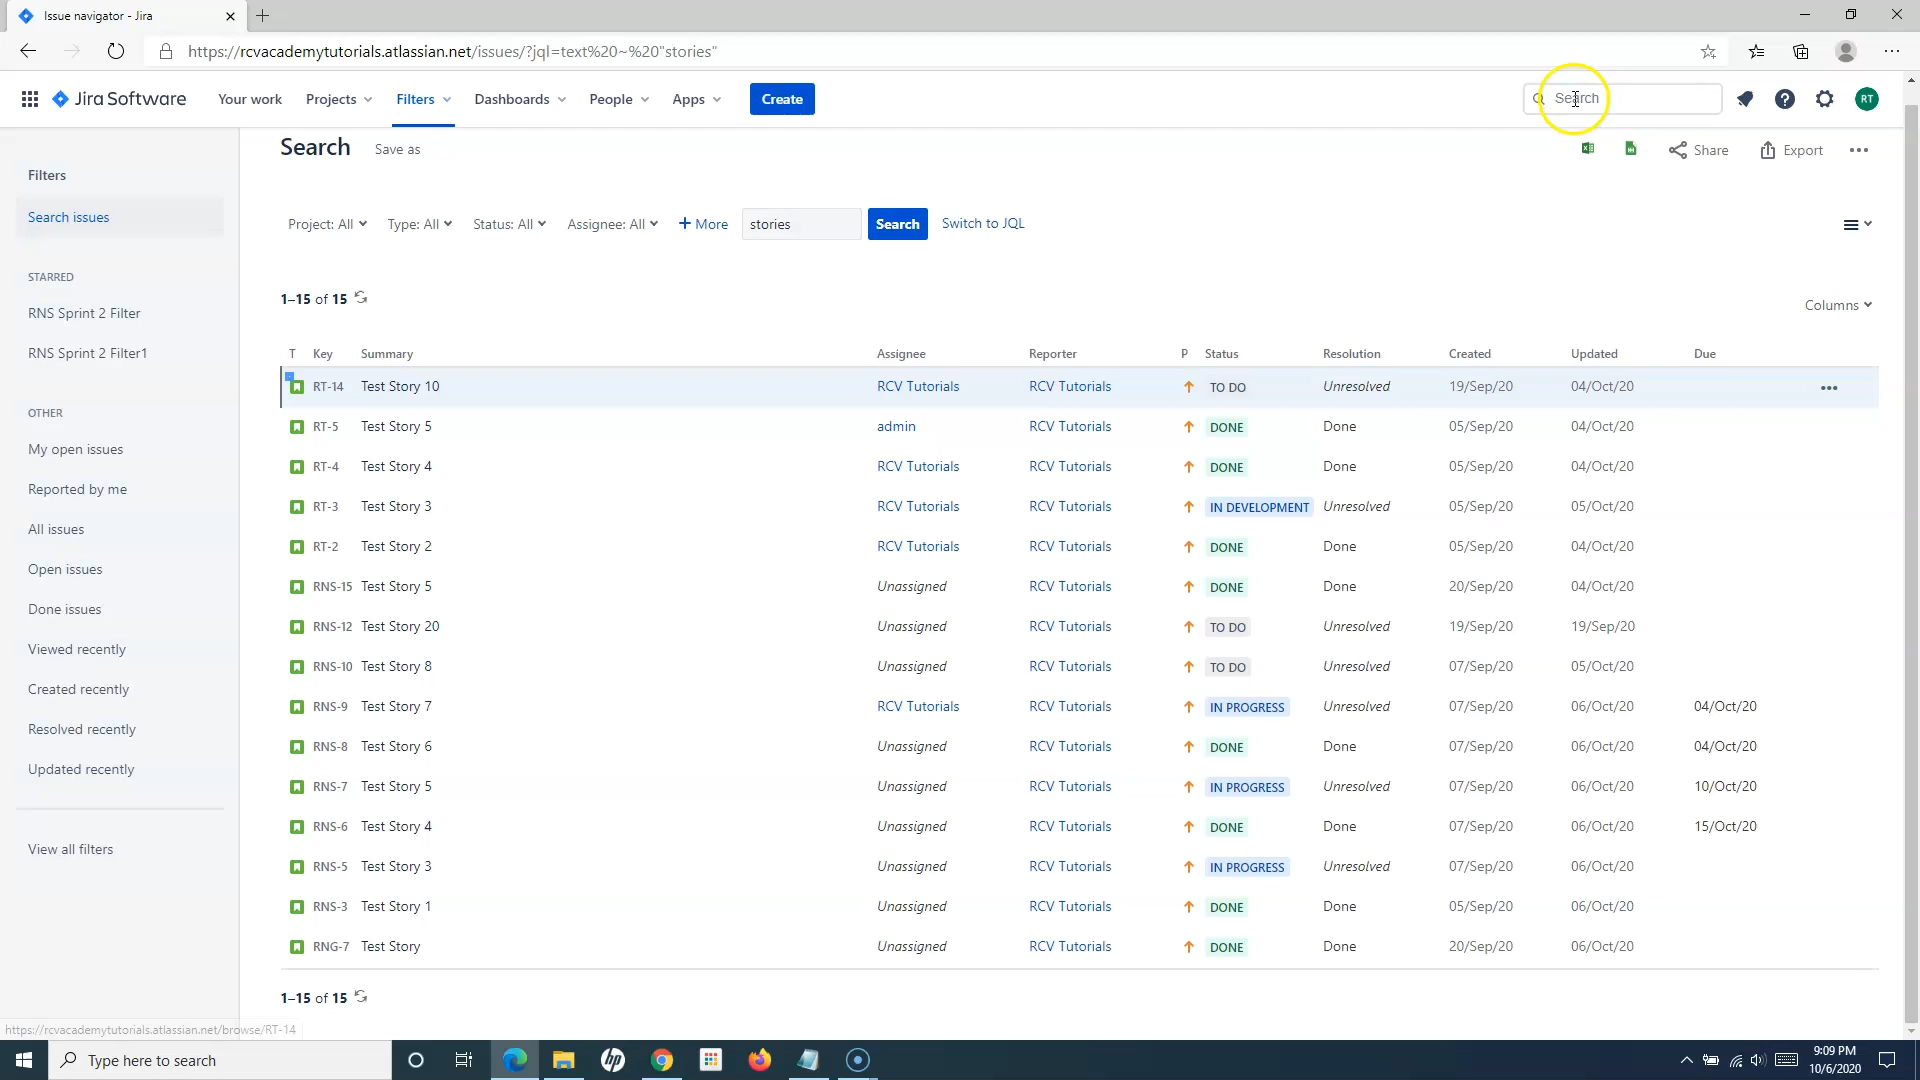 Issue navigator - Jira
https://rcvacademytutorials.atlassian.net/issues/?jql=text%20~%20"stories"
Jira Software Your work Projects Filters Dashboards People Apps Create Search RT
Filters
Search issues
STARRED
RNS Sprint 2 Filter
RNS Sprint 2 Filter1
OTHER
My open issues
Reported by me
All issues
Open issues
Done issues
Viewed recently
Created recently
Resolved recently
Updated recently
View all filters
Search Save as Share Export
Project: All Type: All Status: All Assignee: All + More stories Search Switch to JQL
1–15 of 15
Columns
T Key Summary Assignee Reporter P Status Resolution Created Updated Due
RT-14 Test Story 10 RCV Tutorials RCV Tutorials TO DO Unresolved 19/Sep/20 04/Oct/20
RT-5 Test Story 5 admin RCV Tutorials DONE Done 05/Sep/20 04/Oct/20
RT-4 Test Story 4 RCV Tutorials RCV Tutorials DONE Done 05/Sep/20 04/Oct/20
RT-3 Test Story 3 RCV Tutorials RCV Tutorials IN DEVELOPMENT Unresolved 05/Sep/20 05/Oct/20
RT-2 Test Story 2 RCV Tutorials RCV Tutorials DONE Done 05/Sep/20 04/Oct/20
RNS-15 Test Story 5 Unassigned RCV Tutorials DONE Done 20/Sep/20 04/Oct/20
RNS-12 Test Story 20 Unassigned RCV Tutorials TO DO Unresolved 19/Sep/20 19/Sep/20
RNS-10 Test Story 8 Unassigned RCV Tutorials TO DO Unresolved 07/Sep/20 05/Oct/20
RNS-9 Test Story 7 RCV Tutorials RCV Tutorials IN PROGRESS Unresolved 07/Sep/20 06/Oct/20 04/Oct/20
RNS-8 Test Story 6 Unassigned RCV Tutorials DONE Done 07/Sep/20 06/Oct/20 04/Oct/20
RNS-7 Test Story 5 Unassigned RCV Tutorials IN PROGRESS Unresolved 07/Sep/20 06/Oct/20 10/Oct/20
RNS-6 Test Story 4 Unassigned RCV Tutorials DONE Done 07/Sep/20 06/Oct/20 15/Oct/20
RNS-5 Test Story 3 Unassigned RCV Tutorials IN PROGRESS Unresolved 07/Sep/20 06/Oct/20
RNS-3 Test Story 1 Unassigned RCV Tutorials DONE Done 05/Sep/20 06/Oct/20
RNG-7 Test Story Unassigned RCV Tutorials DONE Done 20/Sep/20 06/Oct/20
1–15 of 15
https://rcvacademytutorials.atlassian.net/browse/RT-14
Type here to search
hp
9:09 PM
10/6/2020